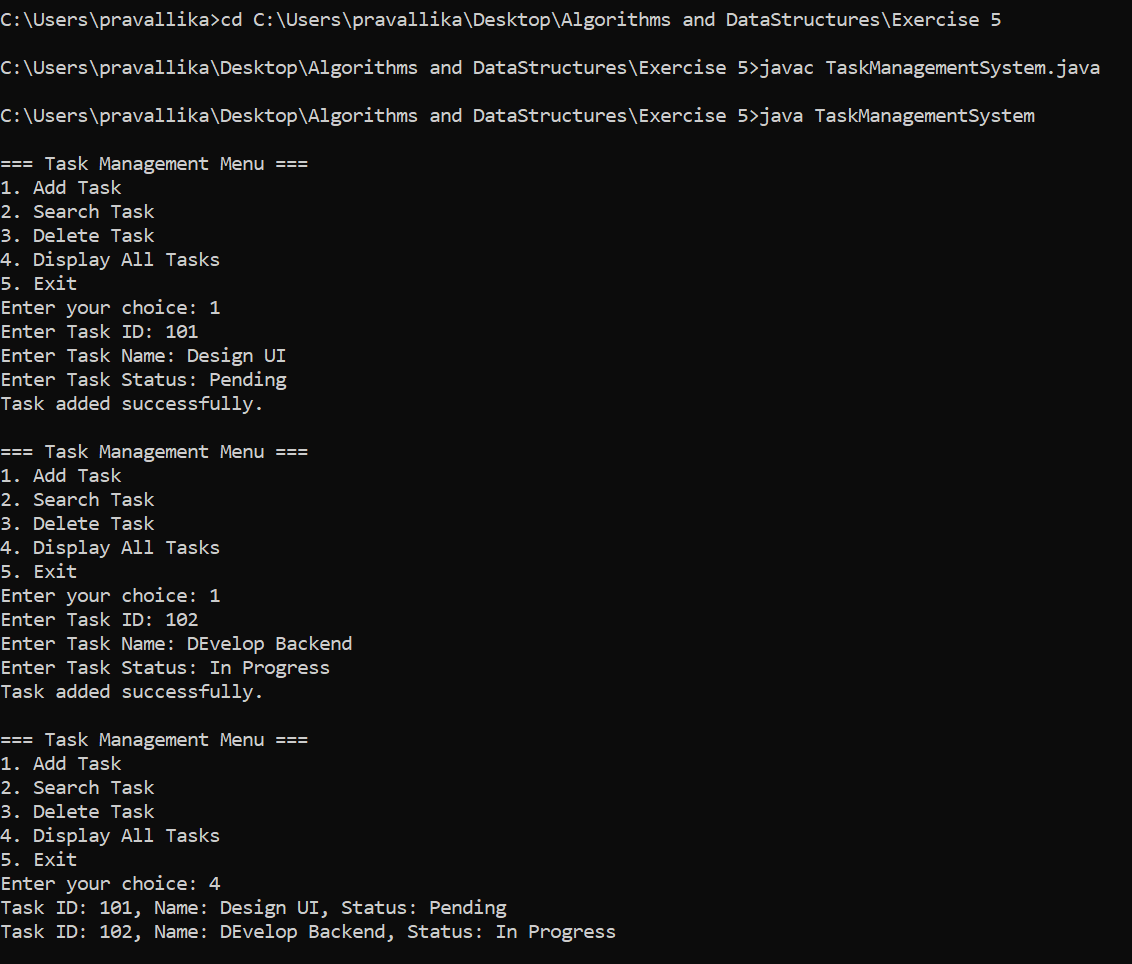 C:\Users\pravallika>cd C:\Users\pravallika\Desktop\Algorithms and DataStructures\Exercise 5
C:\Users\pravallika\Desktop\Algorithms and DataStructures\Exercise 5>javac TaskManagementSystem.java
C:\Users\pravallika\Desktop\Algorithms and DataStructures\Exercise 5>java TaskManagementSystem
=== Task Management Menu ===
1. Add Task
2. Search Task
3. Delete Task
4. Display All Tasks
5. Exit
Enter your choice: 1
Enter Task ID: 101
Enter Task Name: Design UI
Enter Task Status: Pending
Task added successfully.
=== Task Management Menu ===
1. Add Task
2. Search Task
3. Delete Task
4. Display All Tasks
5. Exit
Enter your choice: 1
Enter Task ID: 102
Enter Task Name: DEvelop Backend
Enter Task Status: In Progress
Task added successfully.
=== Task Management Menu ===
1. Add Task
2. Search Task
3. Delete Task
4. Display All Tasks
5. Exit
Enter your choice: 4
Task ID: 101, Name: Design UI, Status: Pending
Task ID: 102, Name: DEvelop Backend, Status: In Progress